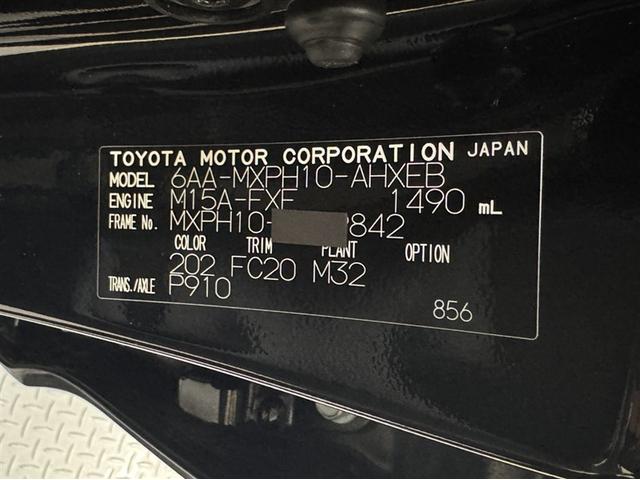 TOYOTA MOTOR CORPORATION JAPAN
MODEL 6AA-MXPH10-AHXEB
ENGINE M15A-FXE 1490 mL
FRAME No. MXPH10- 842
COLOR TRIM PLANT OPTION
202 FC20 M32
TRANS./AXLE P910
856